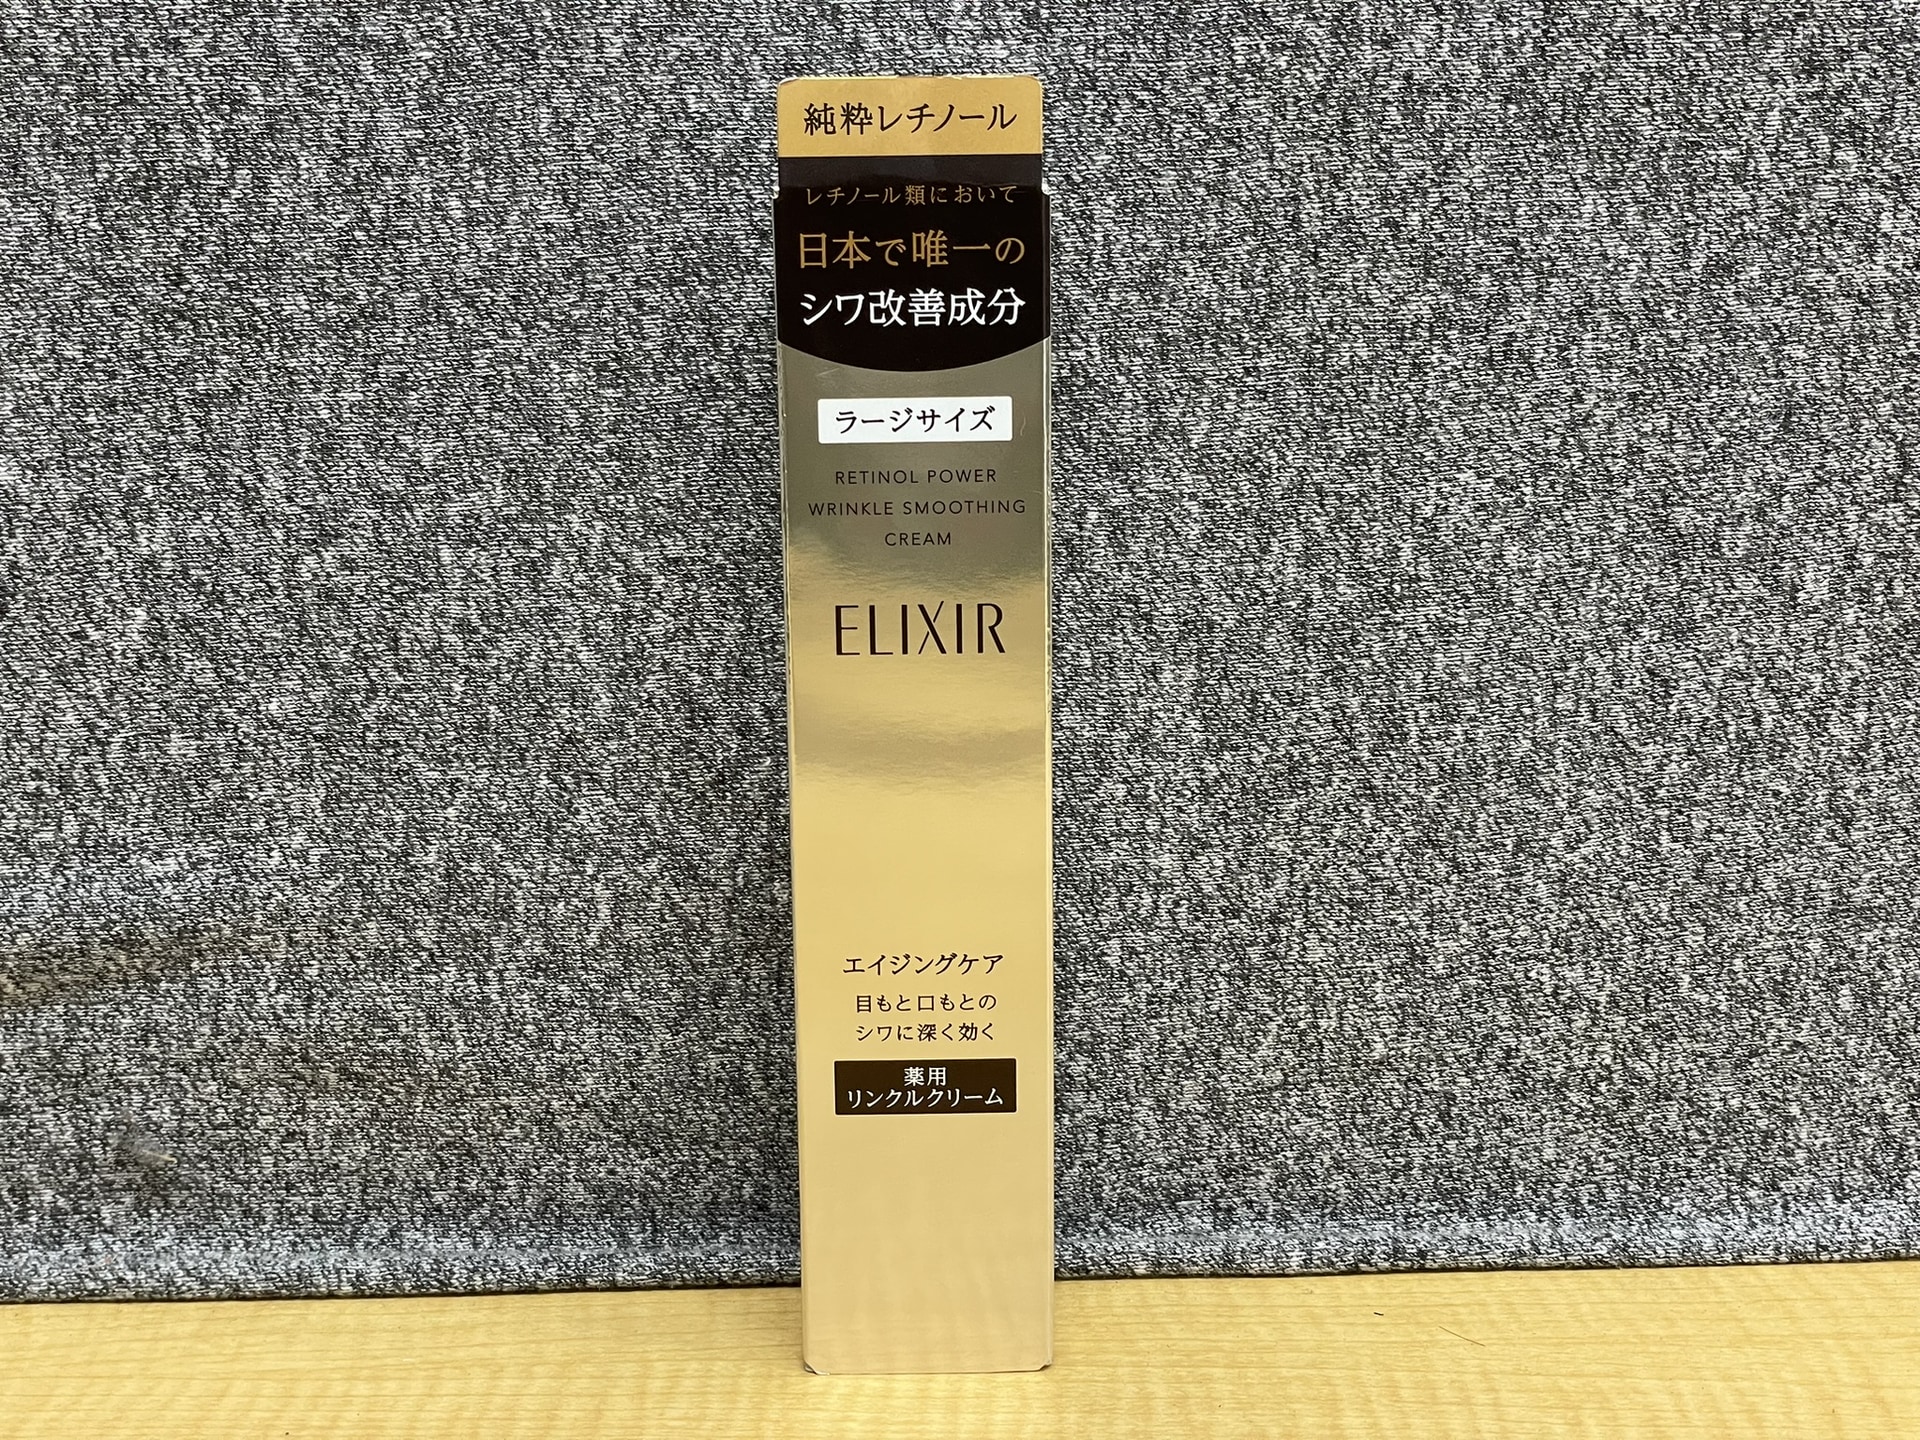 純粋レチノール
レチノール類において
日本で唯一の
シワ改善成分
ラージサイズ
RETINOL POWER
WRINKLE SMOOTHING
CREAM
ELIXIR
エイジングケア
目もと口もとの
シワに深く効く
薬用
リンクルクリーム